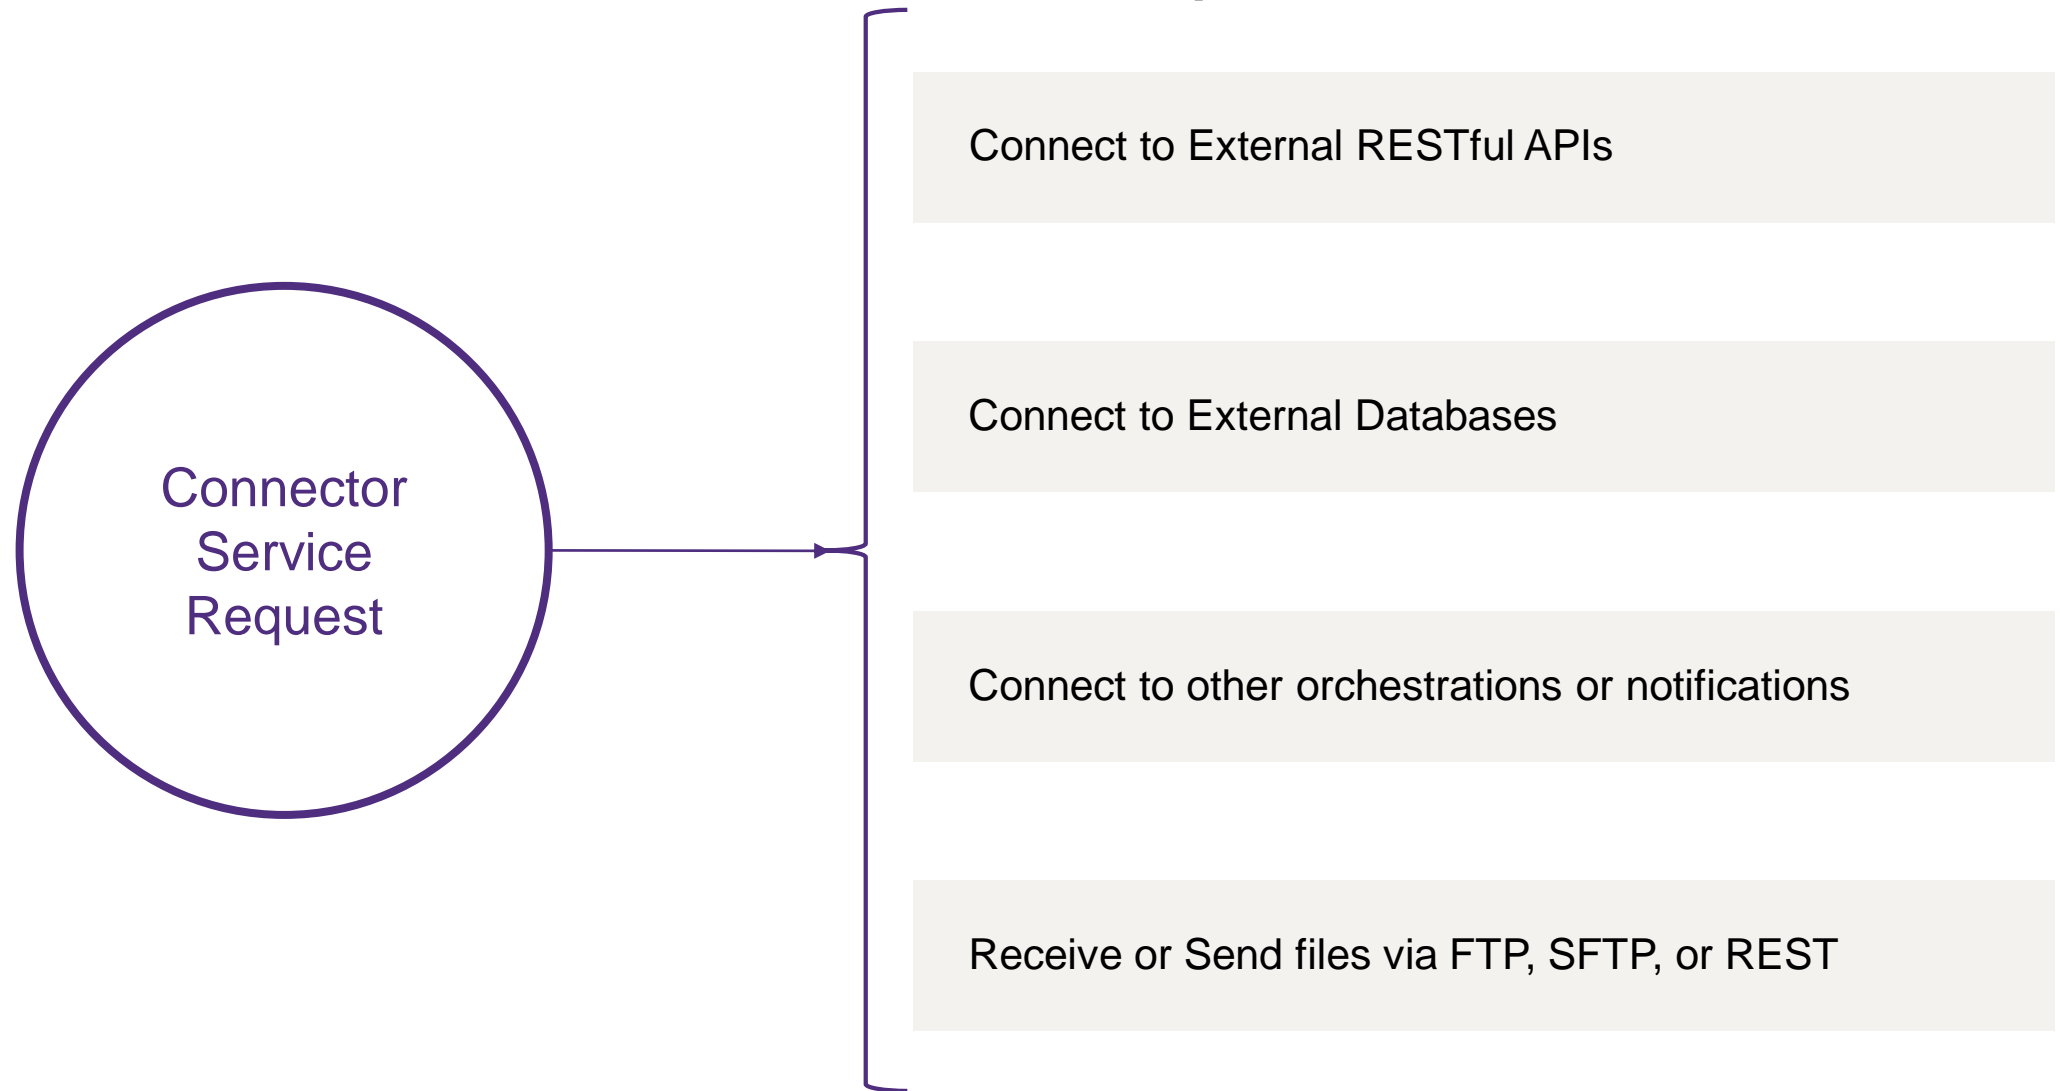 Connector
Service
Request
Connect to External RESTful APIs
Connect to External Databases
Connect to other orchestrations or notifications
Receive or Send files via FTP, SFTP, or REST